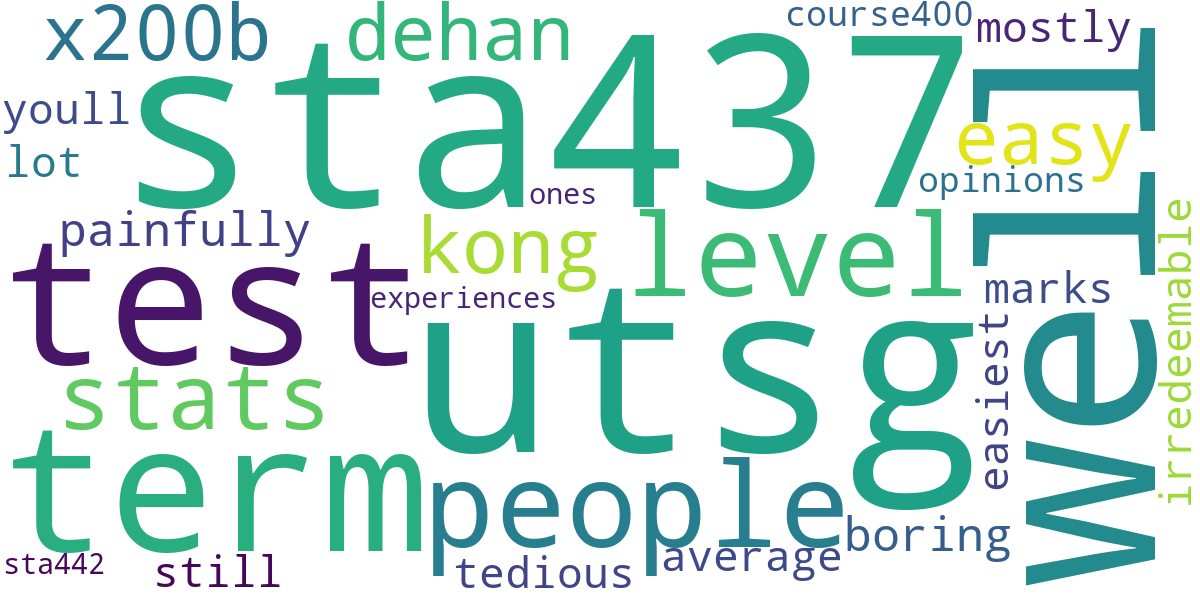 x200b
dehan
course400
mostly
sta437
youll
lot
easy
opinions
ones
painfully
kong
level
well
test
experiences
marks
irredeemable
utsg
easiest
stats
term
people
boring
average
sta442
still
tedious